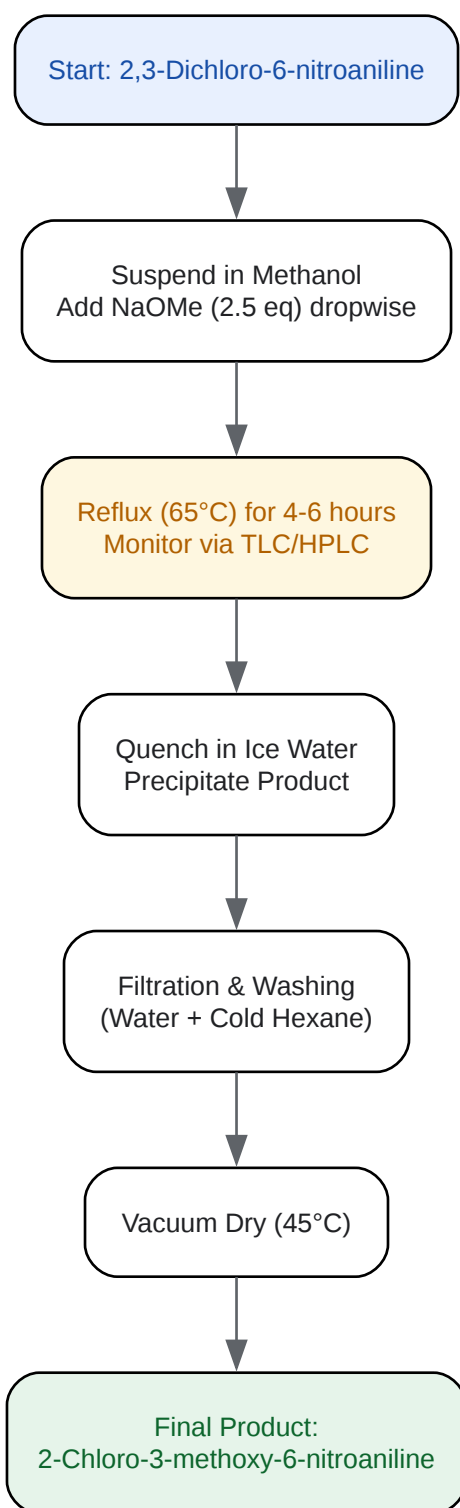 Start: 2,3-Dichloro-6-nitroaniline
Suspend in Methanol
Add NaOMe (2.5 eq) dropwise
Reflux (65°C) for 4-6 hours
Monitor via TLC/HPLC
Quench in Ice Water
Precipitate Product
Filtration & Washing
(Water + Cold Hexane)
Vacuum Dry (45°C)
Final Product:
2-Chloro-3-methoxy-6-nitroaniline